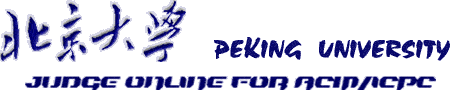 北京大學 PEKING UNIVERSITY
JUDGE ONLINE FOR ACM/ICPC